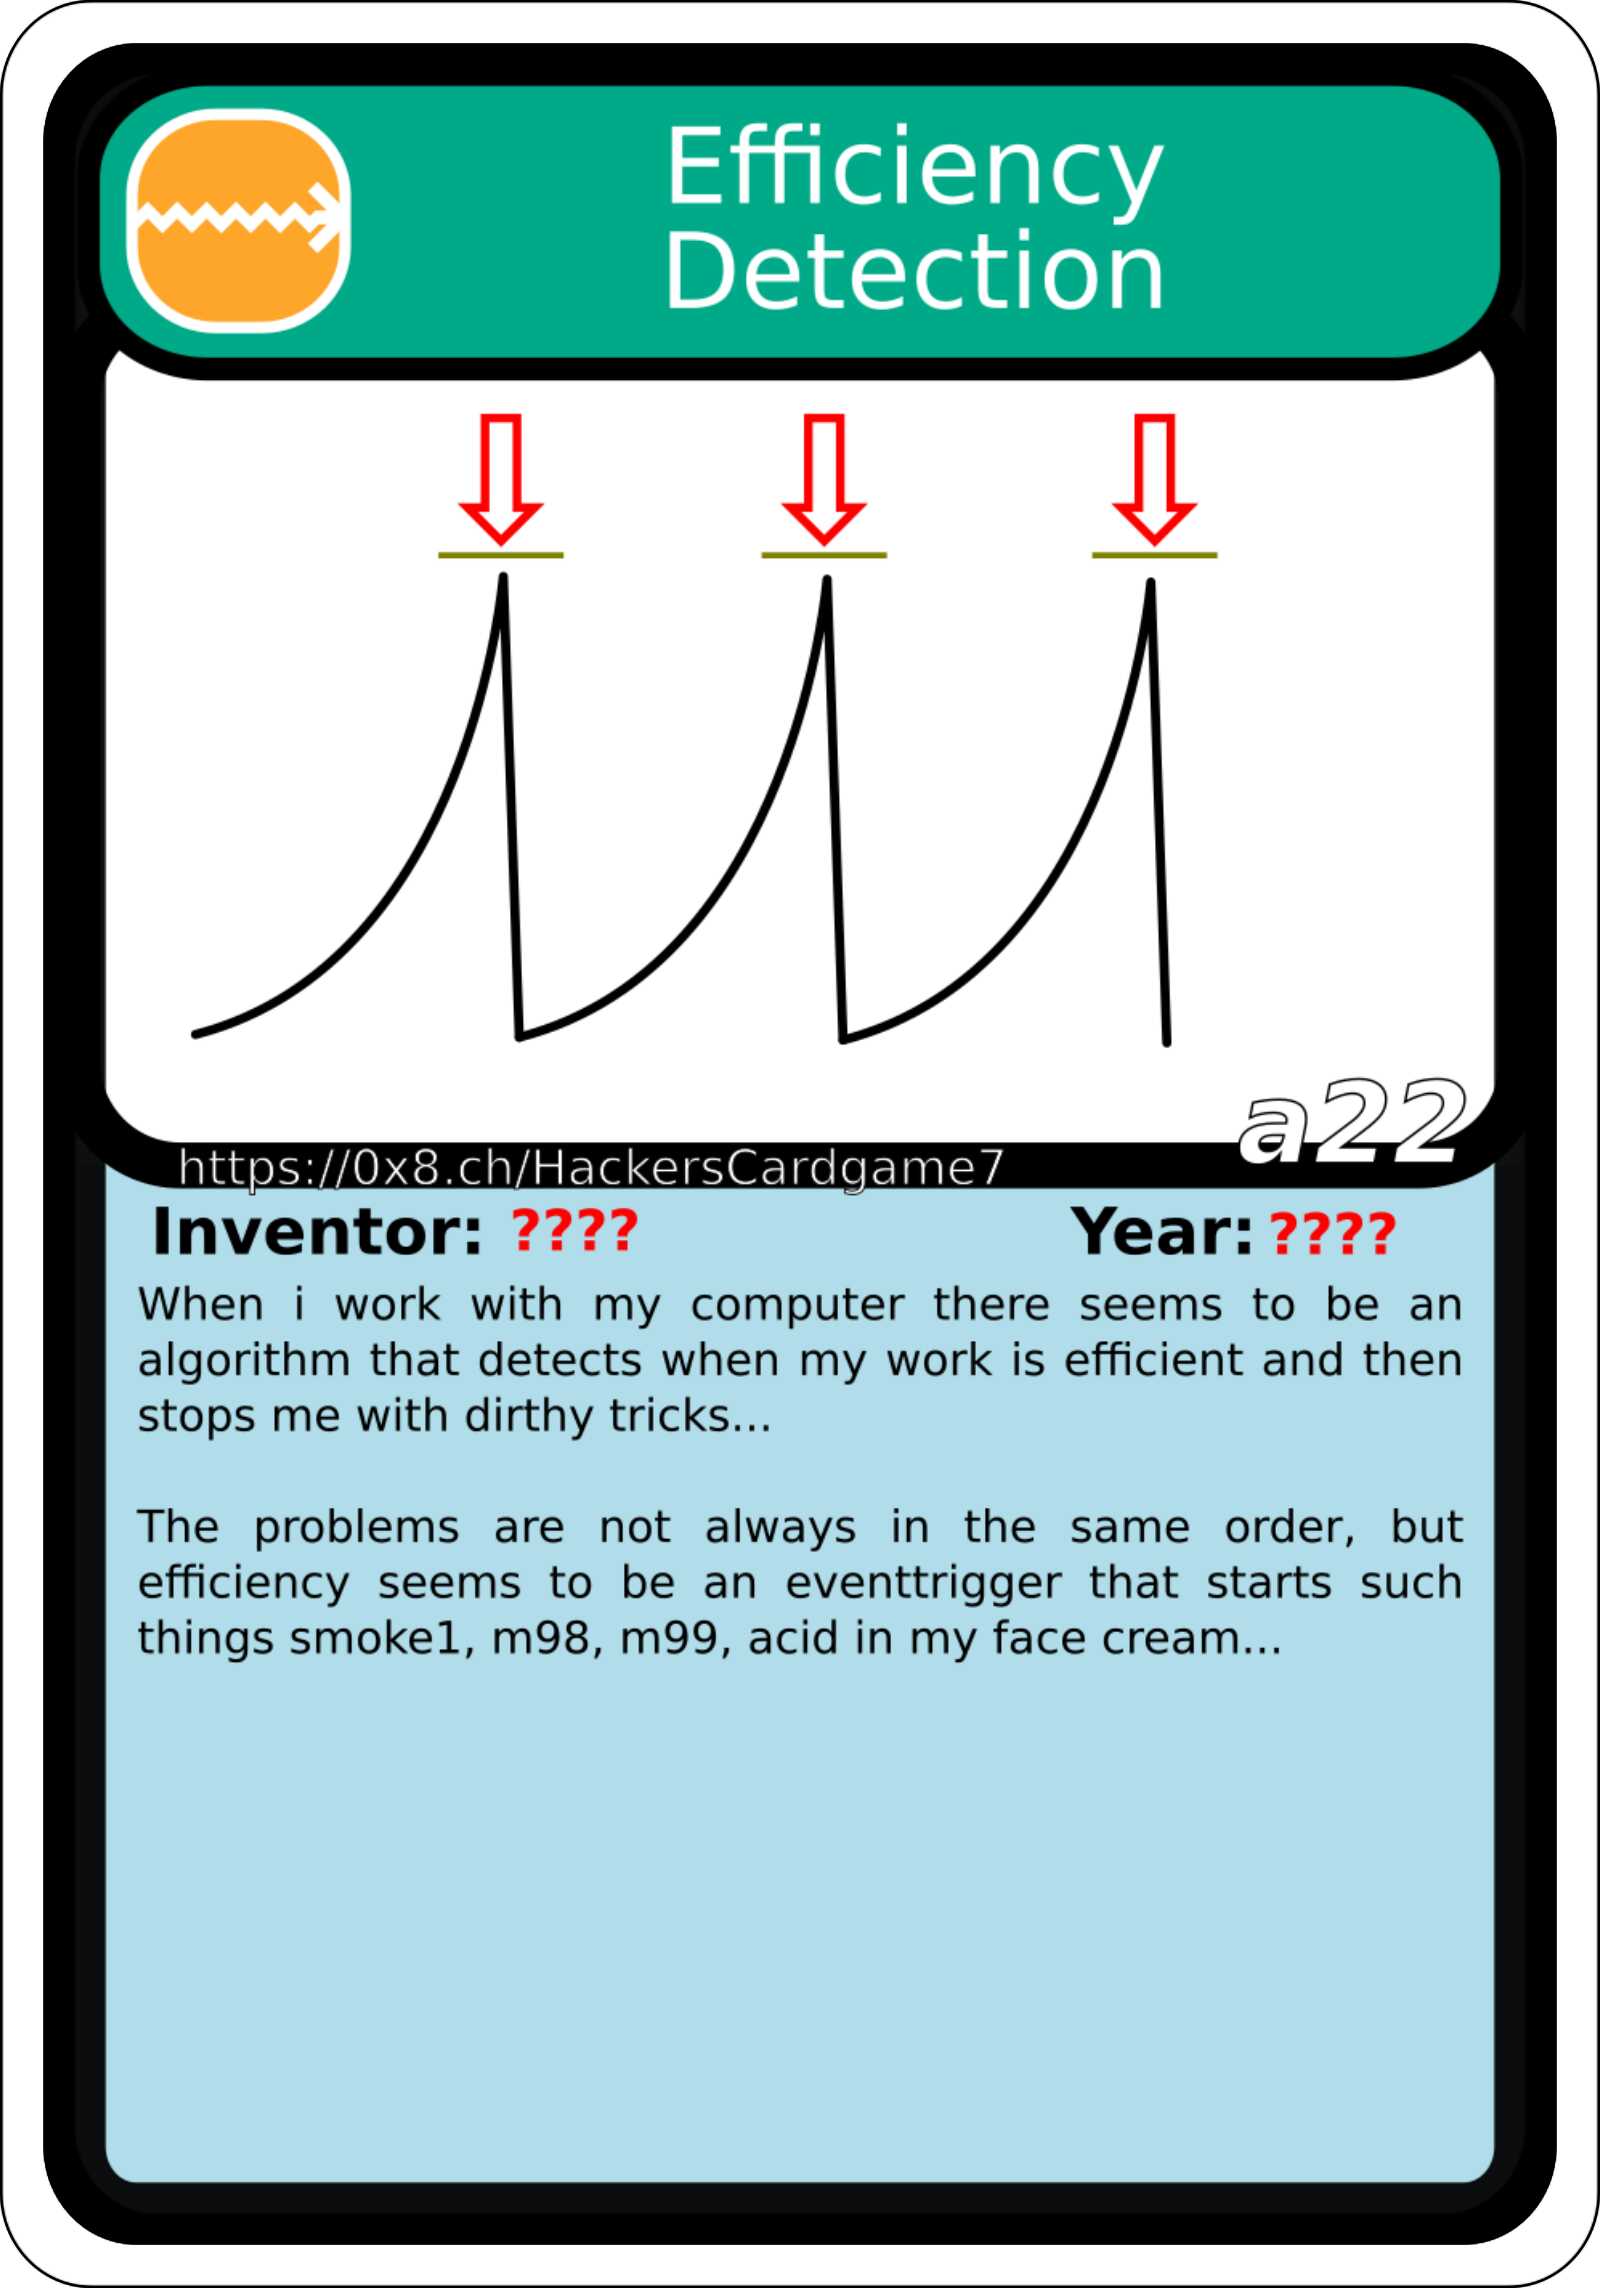 Efficiency
Detection
a22
https://0x8.ch/HackersCardgame7
Inventor: ???? Year: ????
When i work with my computer there seems to be an
algorithm that detects when my work is efficient and then
stops me with dirthy tricks...
The problems are not always in the same order, but
efficiency seems to be an eventtrigger that starts such
things smoke1, m98, m99, acid in my face cream...